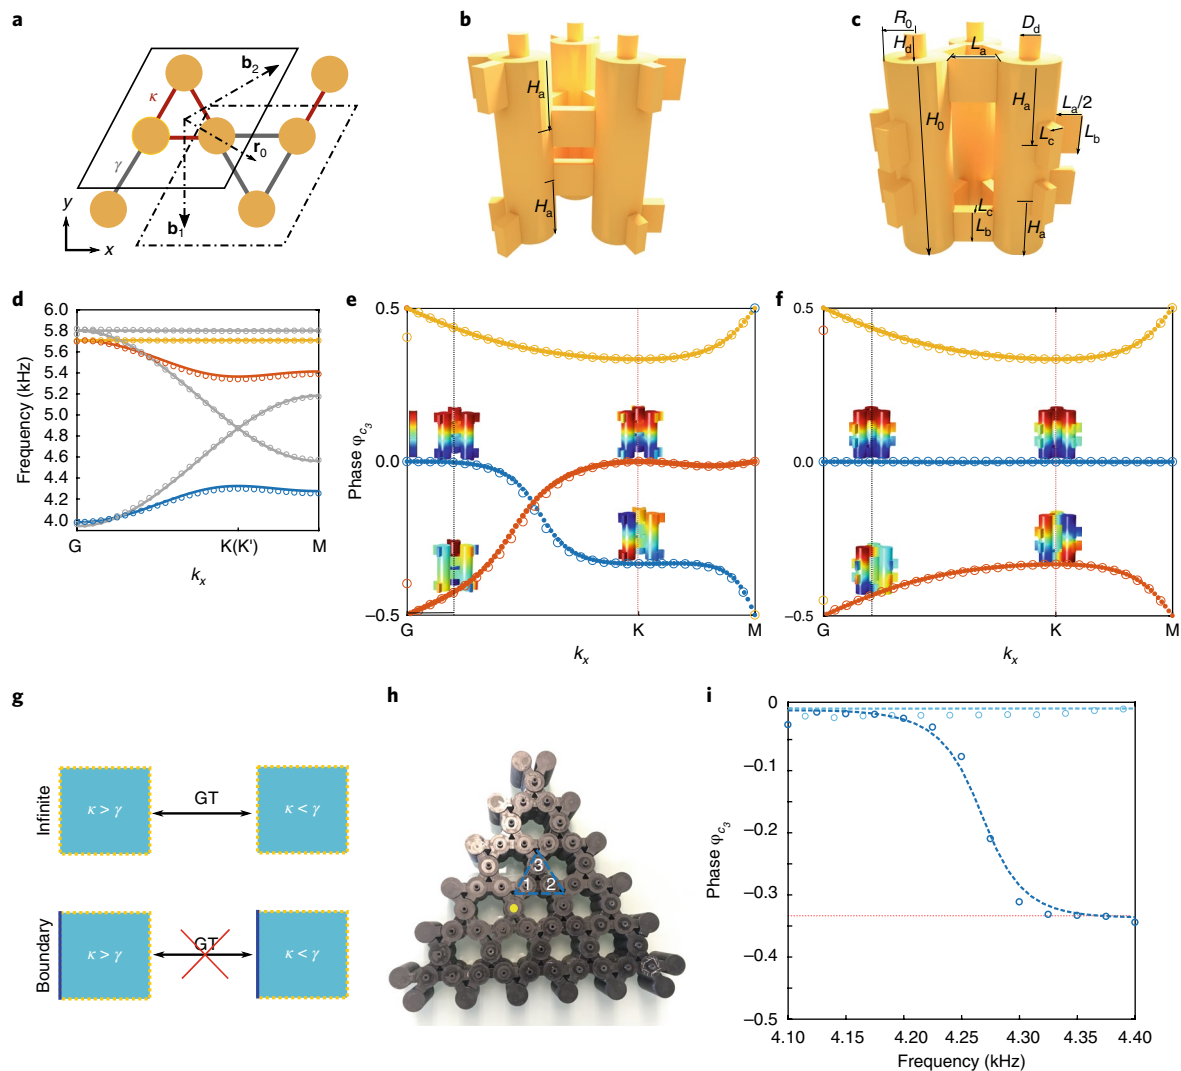 a
κ
γ
b2
r0
b1
y
x
b
Ha
Ha
c
R0
Hd
Dd
La
Ha
H0
La/2
Lc
Lb
Lc
Lb
Ha
d
Frequency (kHz)
6.0
5.8
5.6
5.2
5.0
4.8
4.6
4.2
4.0
G
K(K')
M
kx
e
Phase φc3
0.5
0.0
–0.5
G
K
M
kx
f
0.5
0.0
–0.5
G
K
M
kx
g
Infinite
κ > γ
GT
κ < γ
Boundary
κ > γ
GT
κ < γ
h
3
1
2
i
Phase φc3
0
–0.1
–0.2
–0.3
–0.4
–0.5
4.10
4.15
4.20
4.25
4.30
4.35
4.40
Frequency (kHz)